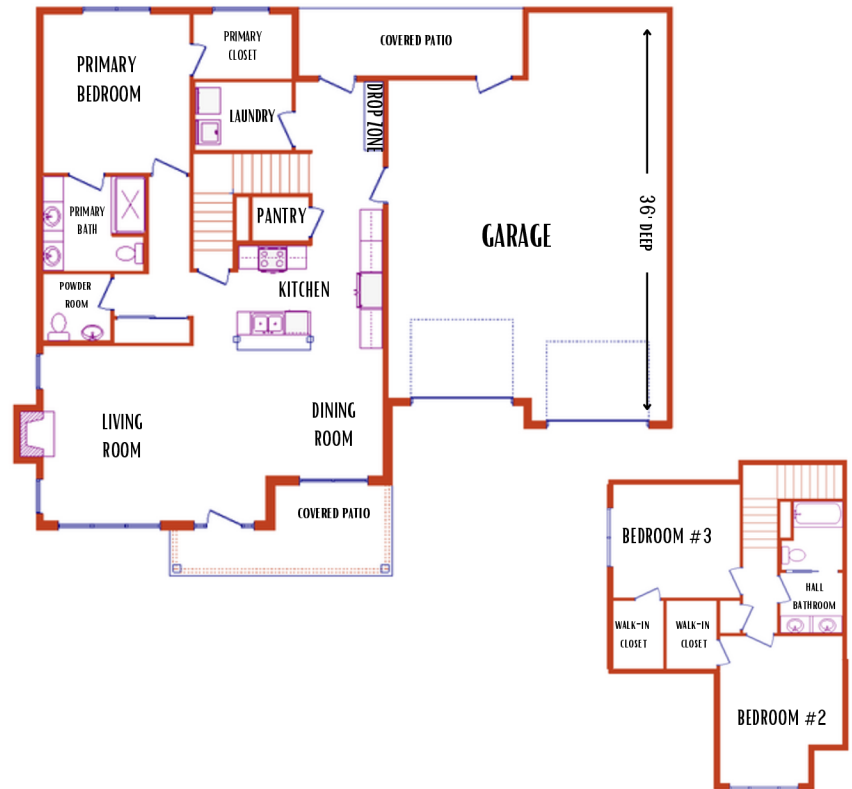 PRIMARY
CLOSET
COVERED PATIO
PRIMARY
BEDROOM
LAUNDRY
DROP ZONE
PRIMARY
BATH
PANTRY
GARAGE
36' DEEP
POWDER
ROOM
KITCHEN
LIVING
ROOM
DINING
ROOM
COVERED PATIO
BEDROOM #3
HALL
BATHROOM
WALK-IN
CLOSET
WALK-IN
CLOSET
BEDROOM #2